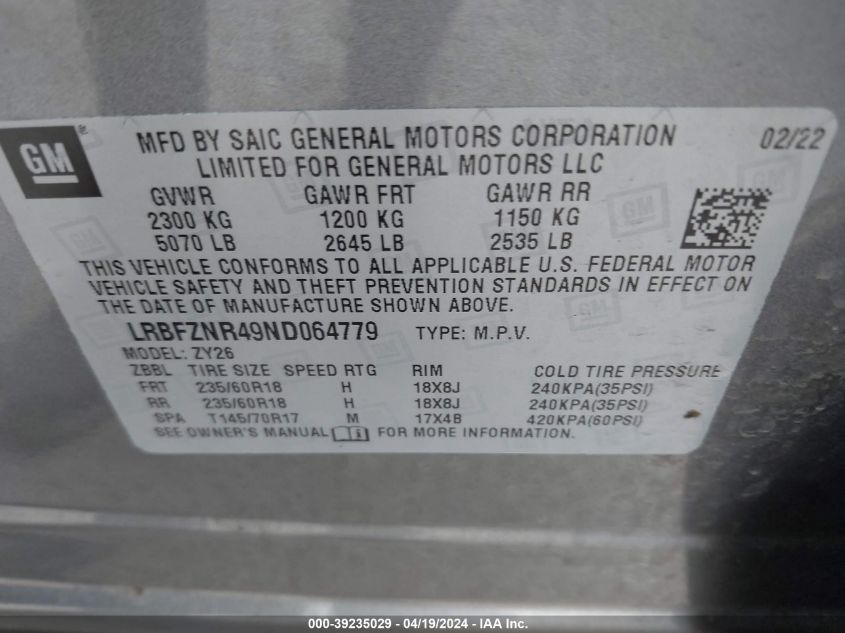 GM®
MFD BY SAIC GENERAL MOTORS CORPORATION 02/22
LIMITED FOR GENERAL MOTORS LLC
GVWR GAWR FRT GAWR RR
2300 KG 1200 KG 1150 KG
5070 LB 2645 LB 2535 LB
THIS VEHICLE CONFORMS TO ALL APPLICABLE U.S. FEDERAL MOTOR
VEHICLE SAFETY AND THEFT PREVENTION STANDARDS IN EFFECT ON
THE DATE OF MANUFACTURE SHOWN ABOVE.
LRBFZNR49ND064779 TYPE: M.P.V.
MODEL: ZY26
ZBBL TIRE SIZE SPEED RTG RIM COLD TIRE PRESSURE
FRT 235/60R18 H 18X8J 240KPA(35PSI)
RR 235/60R18 H 18X8J 240KPA(35PSI)
SPA T145/70R17 M 17X4B 420KPA(60PSI)
SEE OWNER'S MANUAL FOR MORE INFORMATION.
000-39235029 - 04/19/2024 - IAA Inc.